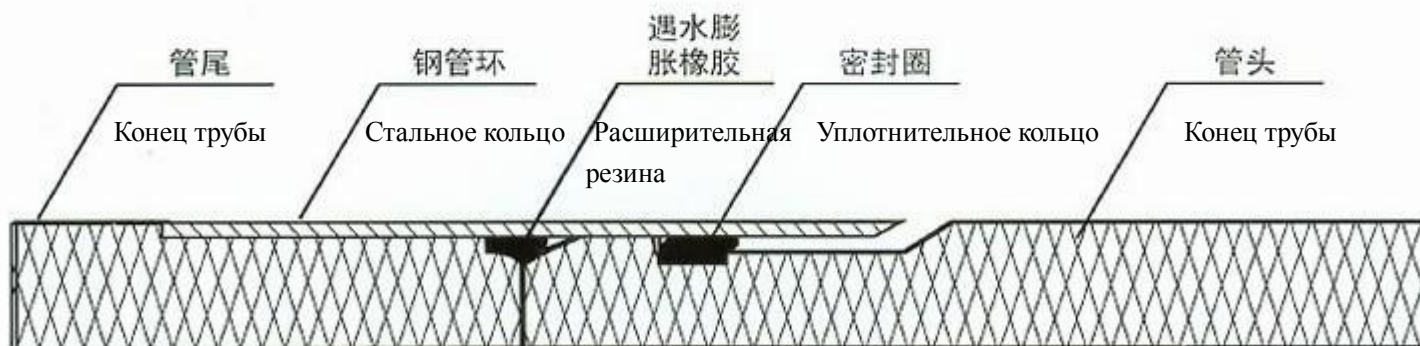 遇水膨
管尾 钢管环 胀橡胶 密封圈 管头
Конец трубы Стальное кольцо Расширительная Уплотнительное кольцо Конец трубы
резина